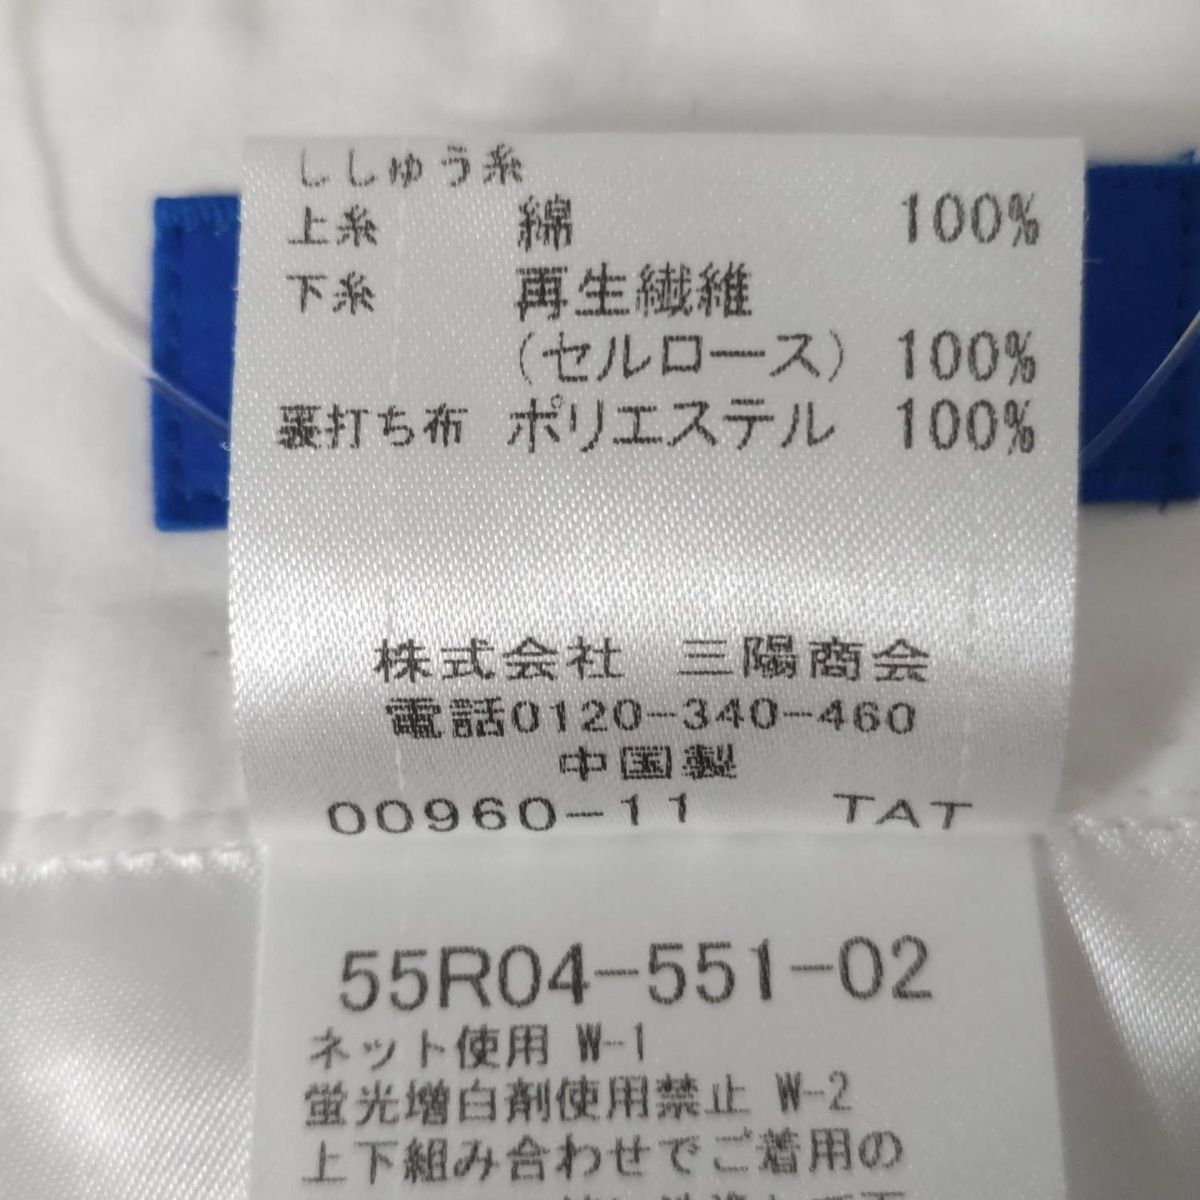 ししゅう糸
上糸 綿 100%
下糸 再生繊維
(セルロース) 100%
裏打ち布 ポリエステル 100%
株式会社 三陽商会
電話0120-340-460
中国製
00960-11 TAT
55R04-551-02
ネット使用 W-1
蛍光増白剤使用禁止 W-2
上下組み合わせでご着用の